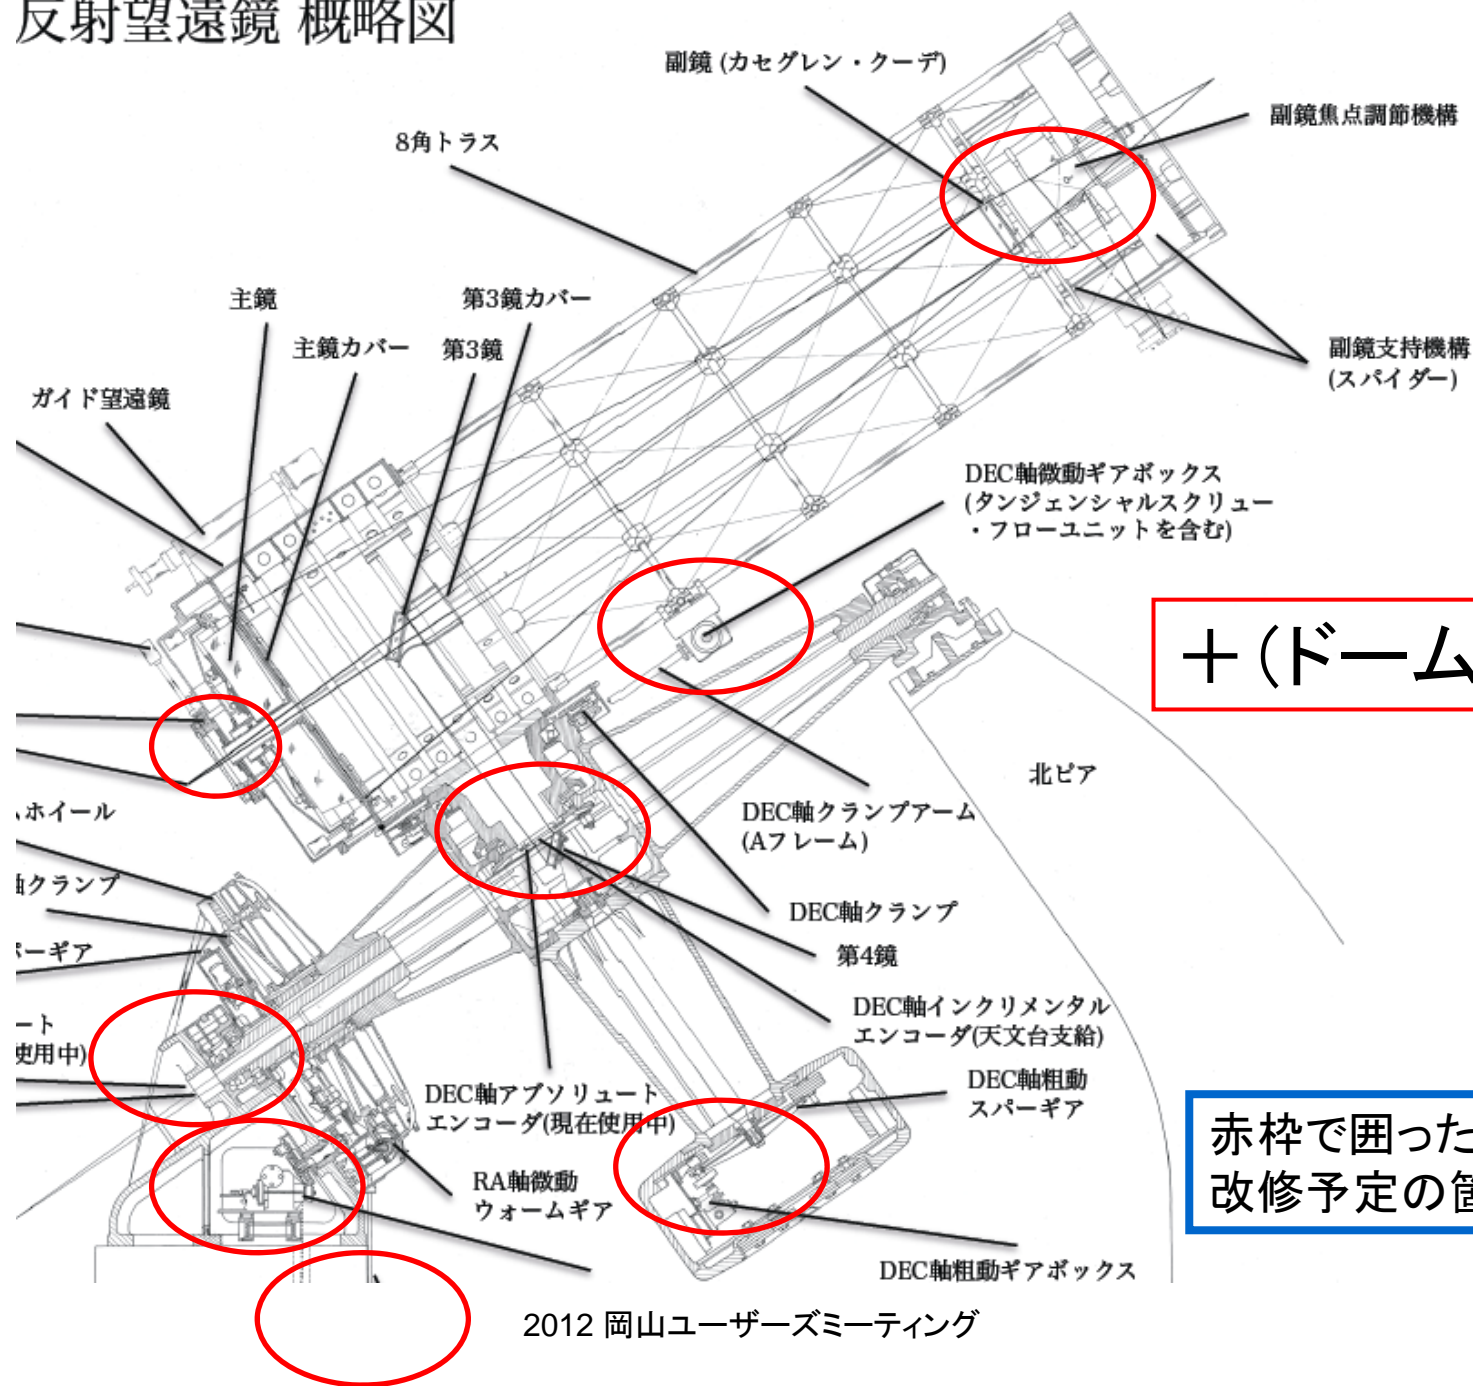 反射望遠鏡 概略図
副鏡 (カセグレン・クーデ)
副鏡焦点調節機構
8角トラス
主鏡
第3鏡カバー
主鏡カバー
第3鏡
副鏡支持機構
(スパイダー)
ガイド望遠鏡
DEC軸微動ギアボックス
(タンジェンシャルスクリュー
・フローユニットを含む)
＋(ドーム
北ピア
ホイール
DEC軸クランプアーム
(Aフレーム)
クランプ
DEC軸クランプ
ーギア
第4鏡
DEC軸インクリメンタル
エンコーダ(天文台支給)
ート
使用中)
DEC軸アブソリュート
エンコーダ(現在使用中)
DEC軸粗動
スパーギア
RA軸微動
ウォームギア
赤枠で囲った
改修予定の箇
DEC軸粗動ギアボックス
2012 岡山ユーザーズミーティング